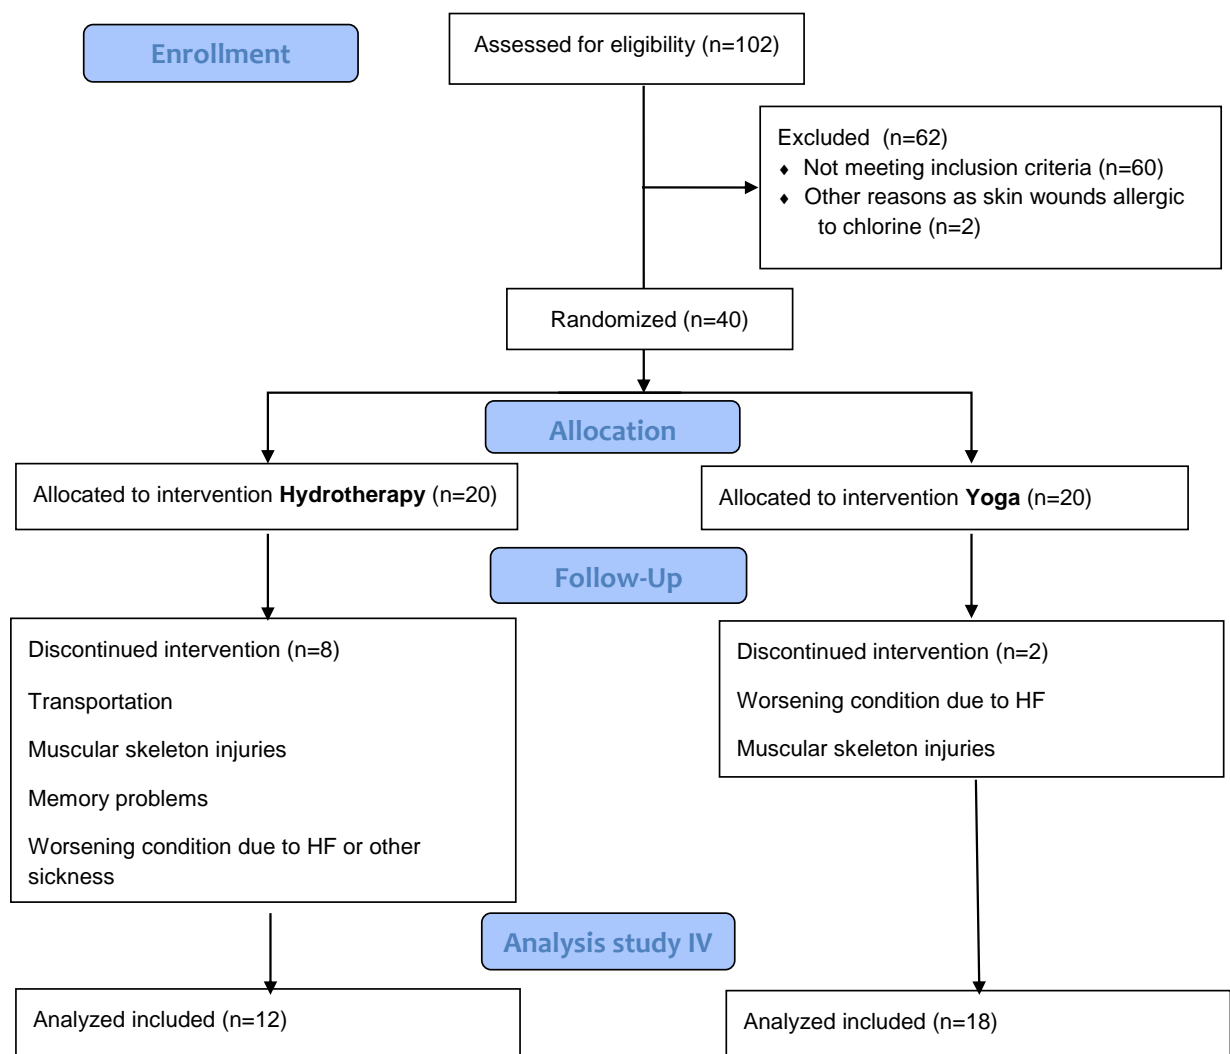 Enrollment
Assessed for eligibility (n=102)
Excluded (n=62)
♦ Not meeting inclusion criteria (n=60)
♦ Other reasons as skin wounds allergic
to chlorine (n=2)
Randomized (n=40)
Allocation
Allocated to intervention Hydrotherapy (n=20)
Allocated to intervention Yoga (n=20)
Follow-Up
Discontinued intervention (n=8)
Transportation
Muscular skeleton injuries
Memory problems
Worsening condition due to HF or other
sickness
Discontinued intervention (n=2)
Worsening condition due to HF
Muscular skeleton injuries
Analysis study IV
Analyzed included (n=12)
Analyzed included (n=18)